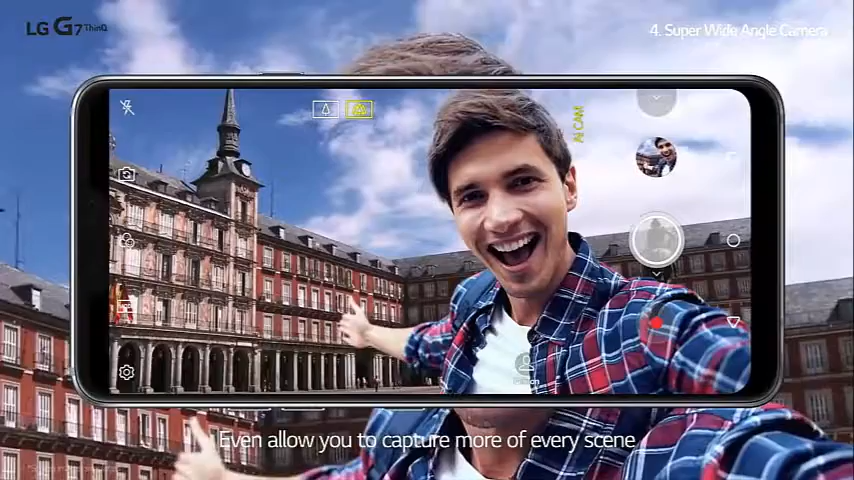 LG G7 ThinQ
4. Super Wide Angle Camera
AI CAM
Even allow you to capture more of every scene